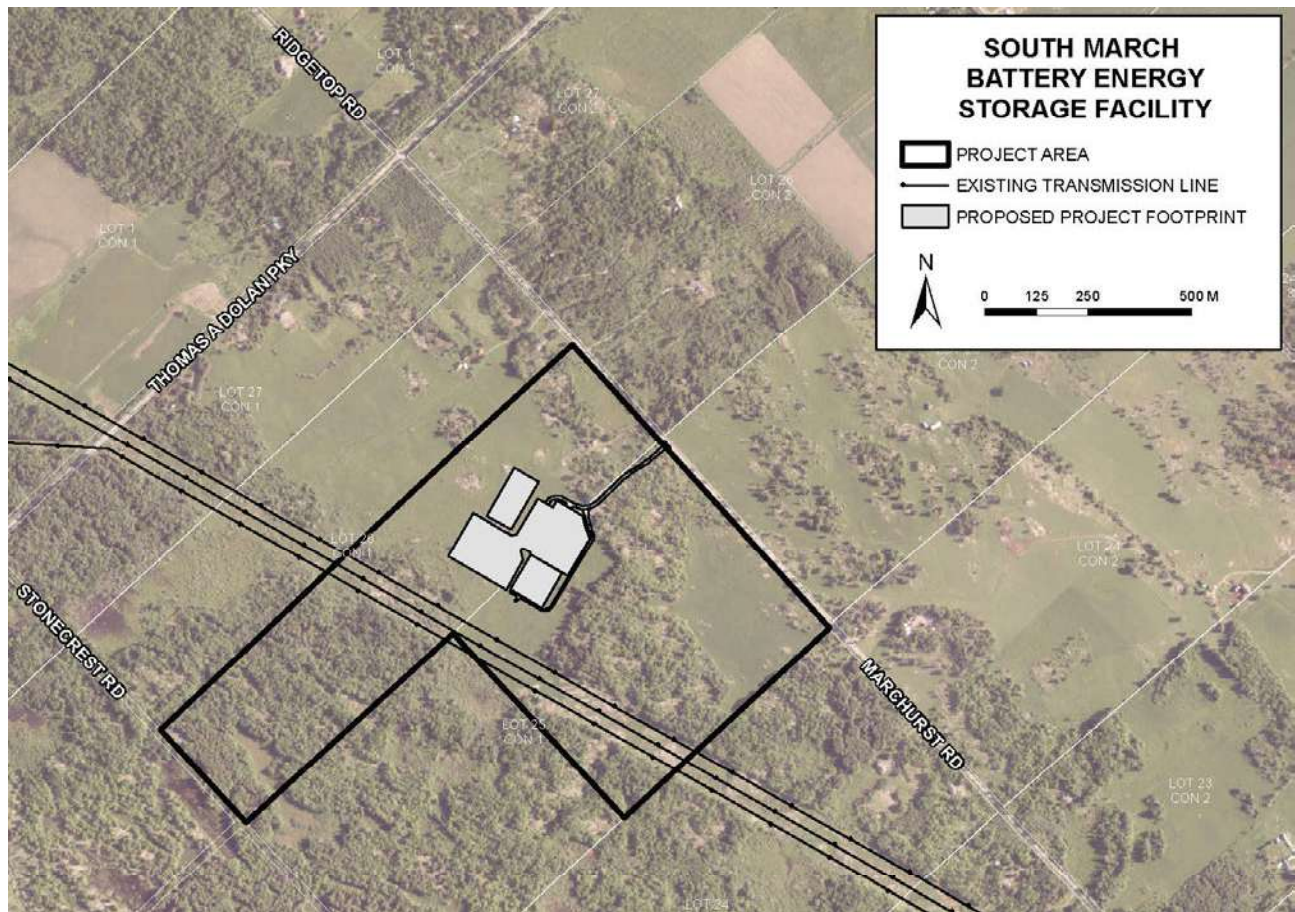 SOUTH MARCH
BATTERY ENERGY
STORAGE FACILITY
PROJECT AREA
EXISTING TRANSMISSION LINE
PROPOSED PROJECT FOOTPRINT
N
0 125 250 500 M
RIDGETOP RD
LOT 1
CON
LOT 27
CON 2
LOT 26
CON 2
LOT 1
CON 1
THOMAS A DOLAN PKY
LOT 27
CON 1
CON 2
LOT 26
CON 1
LOT 24
CON 2
STONECREST RD
LOT 25
CON 1
MARCHURST RD
LOT 23
CON 2
LOT 24